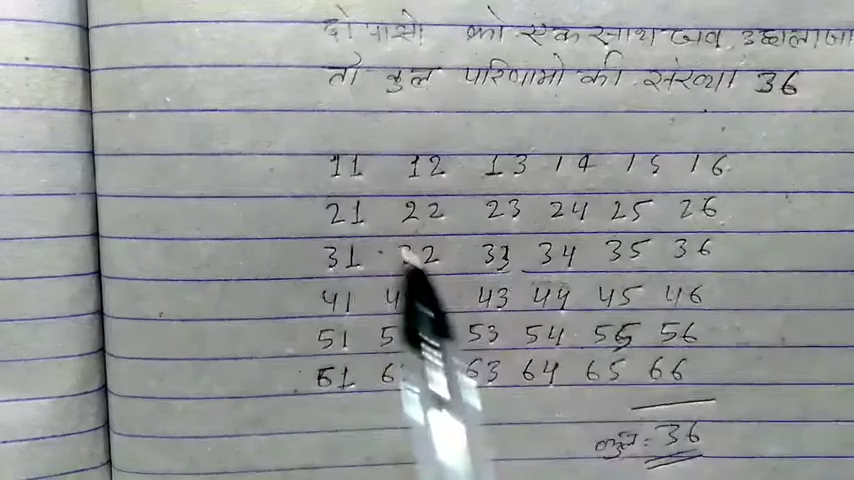 दो पासो को एक साथ जब उछाला जा
तो कुल परिणामो की संख्या 36
11 12 13 14 15 16
21 22 23 24 25 26
31 32 33 34 35 36
41 43 44 45 46
51 53 54 55 56
61 63 64 65 66
कुल = 36